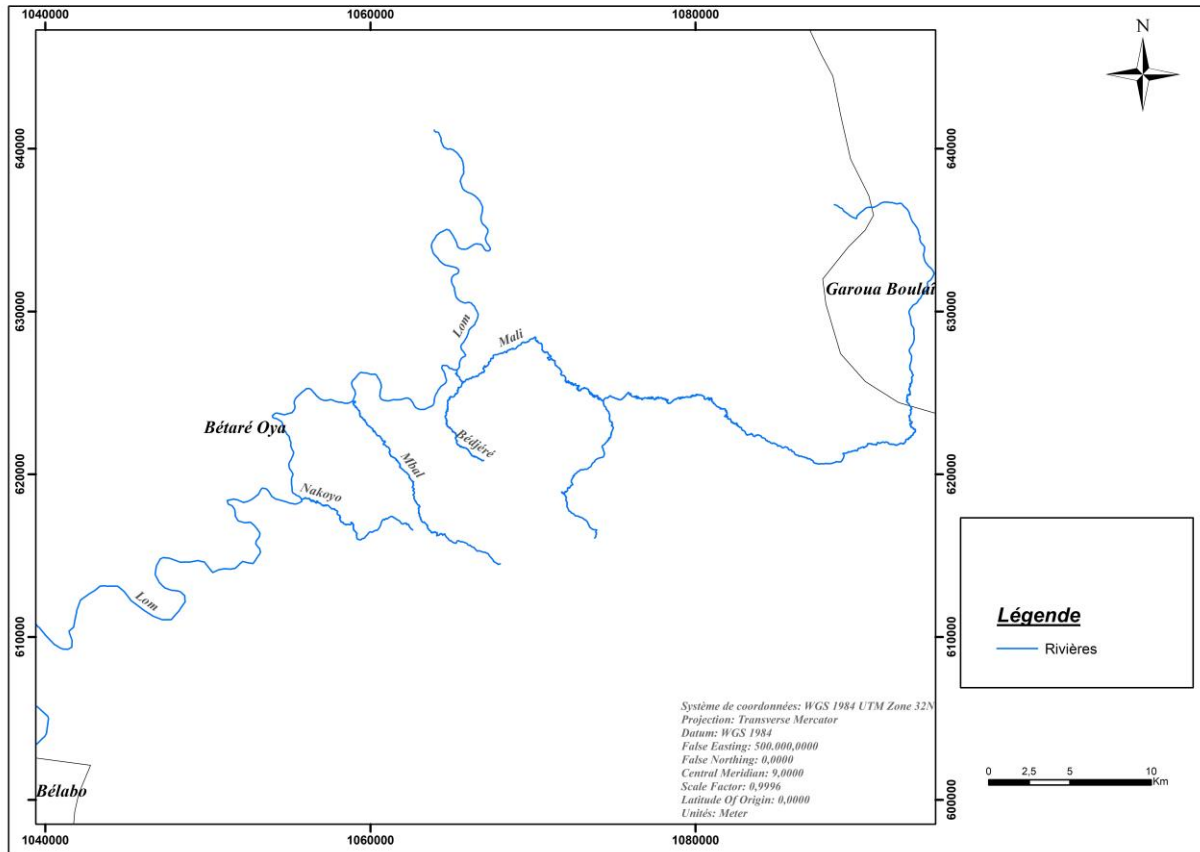 1040000
1060000
1080000
N
640000
640000
Garoua Boulaï
630000
630000
Lom
Mali
Bétaré Oya
Bédjéré
Mbal
620000
620000
Nakoyo
Lom
610000
610000
Légende
Rivières
Système de coordonnées: WGS 1984 UTM Zone 32N
Projection: Transverse Mercator
Datum: WGS 1984
False Easting: 500.000,0000
False Northing: 0,0000
Central Meridian: 9,0000
Scale Factor: 0,9996
Latitude Of Origin: 0,0000
Unités: Meter
0 2,5 5 10
Km
Bélabo
600000
1040000
1060000
1080000